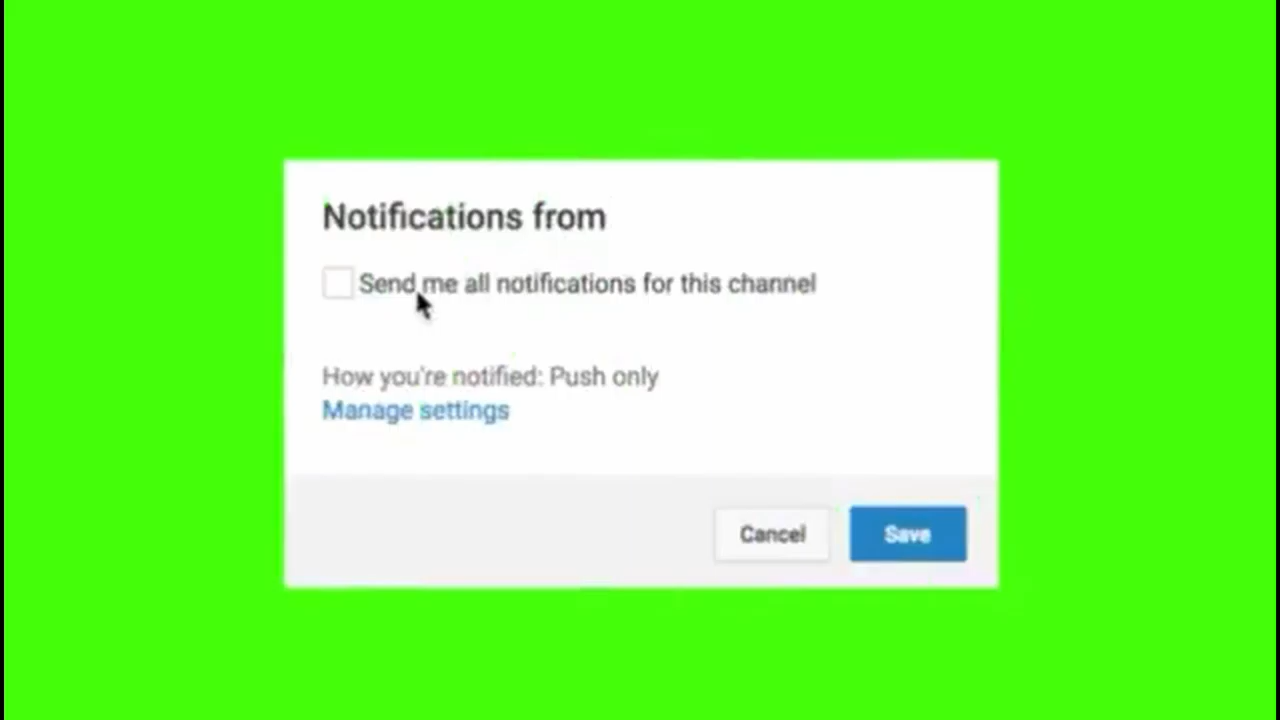 Notifications from
Send me all notifications for this channel
How you're notified: Push only
Manage settings
Cancel
Save